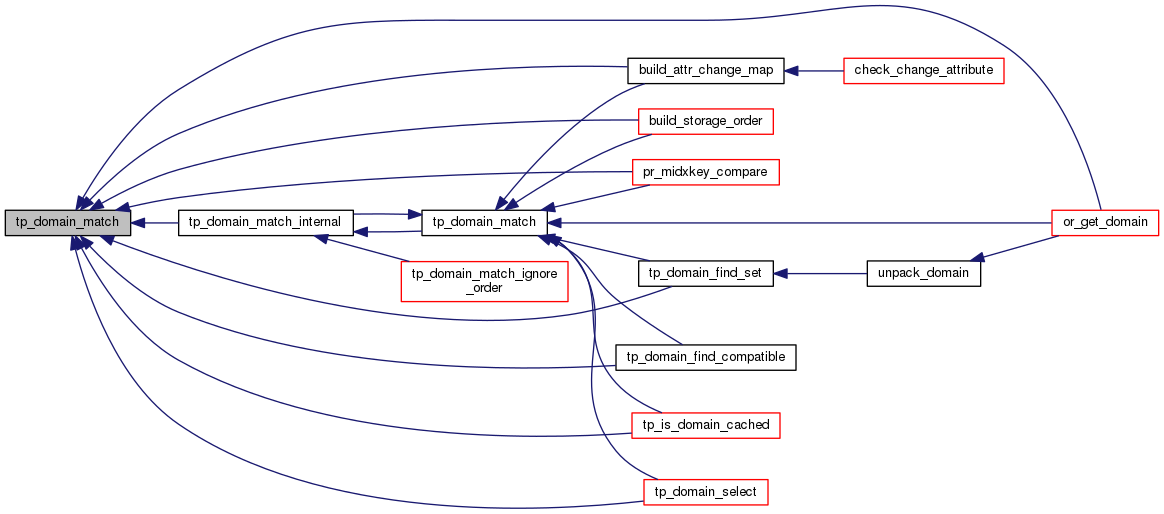 build_attr_change_map
check_change_attribute
build_storage_order
pr_midxkey_compare
tp_domain_match
tp_domain_match_internal
tp_domain_match
or_get_domain
tp_domain_match_ignore
_order
tp_domain_find_set
unpack_domain
tp_domain_find_compatible
tp_is_domain_cached
tp_domain_select